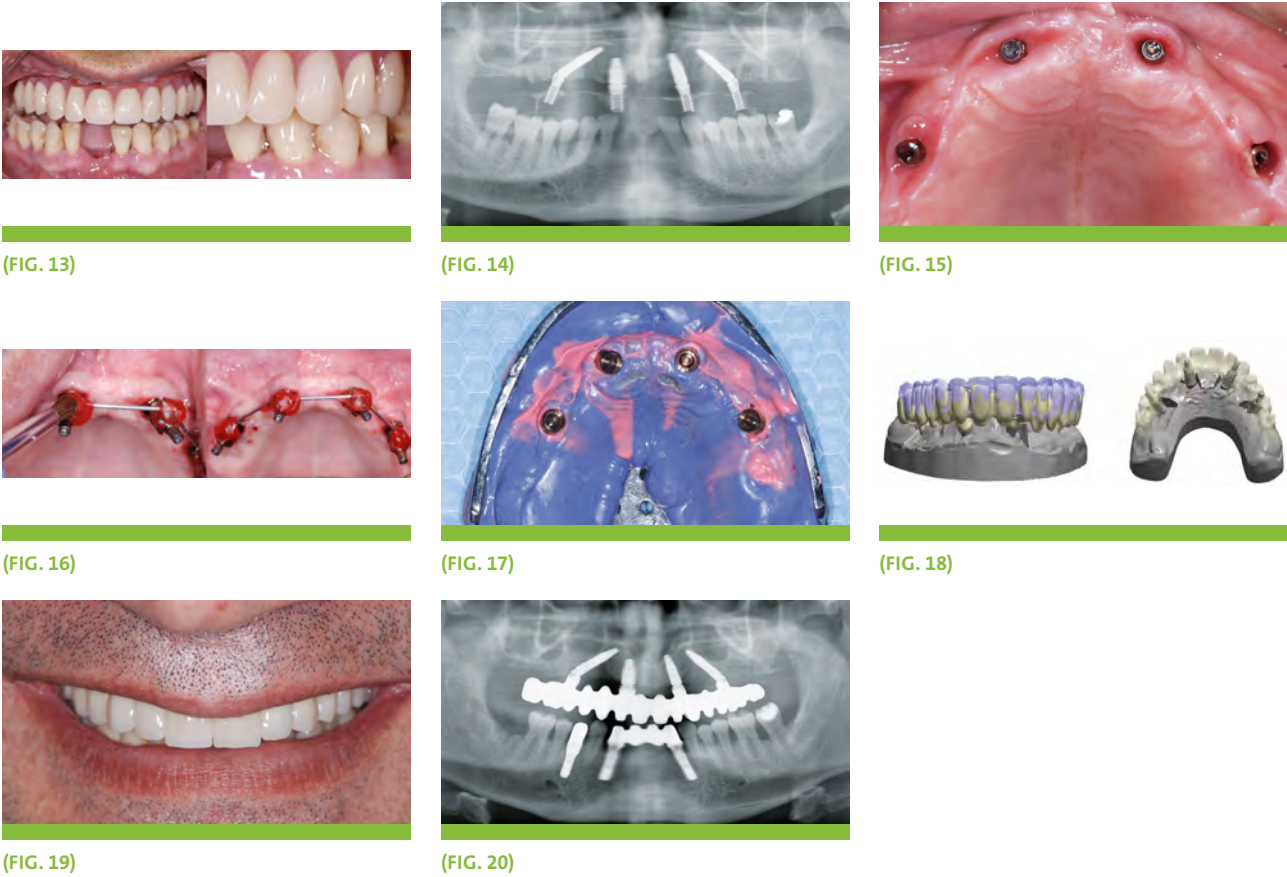 (FIG. 13)
(FIG. 14)
(FIG. 15)
(FIG. 16)
(FIG. 17)
(FIG. 18)
(FIG. 19)
(FIG. 20)